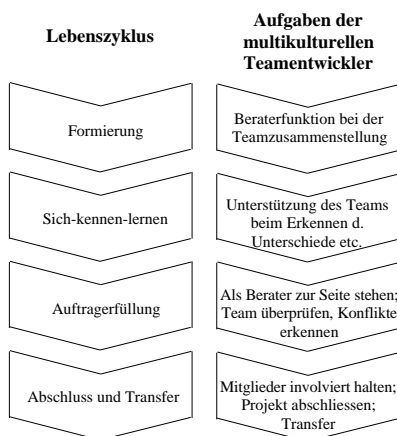 Lebenszyklus
Aufgaben der
multikulturellen
Teamentwickler
Formierung
Beraterfunktion bei der
Teamzusammenstellung
Sich-kennen-lernen
Unterstützung des Teams
beim Erkennen d.
Unterschiede etc.
Auftragerfüllung
Als Berater zur Seite stehen;
Team überprüfen, Konflikte
erkennen
Abschluss und Transfer
Mitglieder involviert halten;
Projekt abschliessen;
Transfer